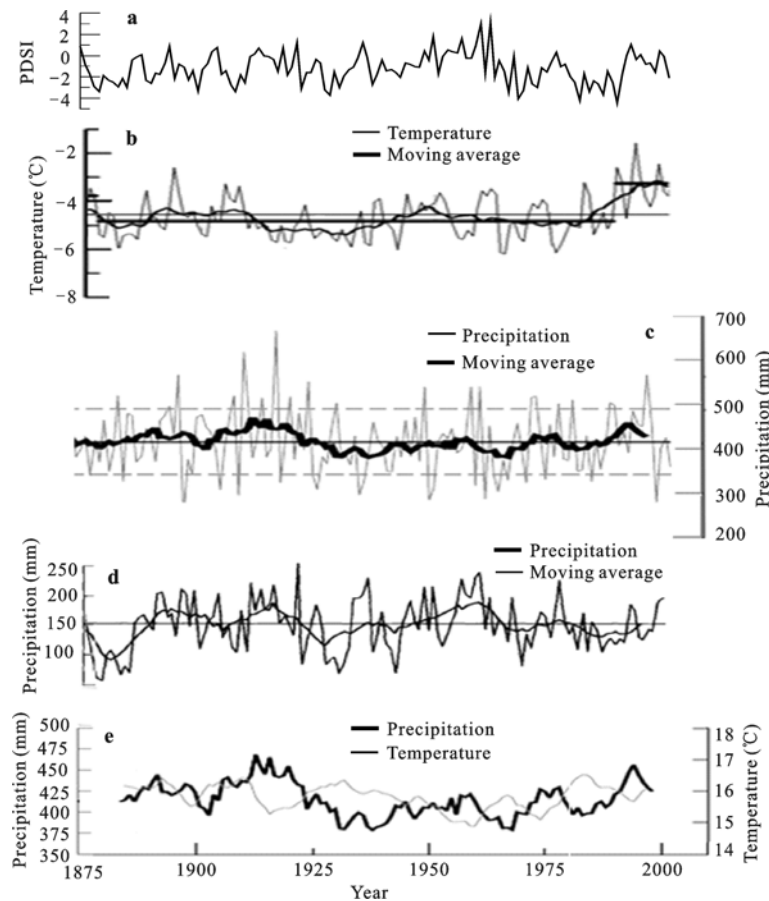 a
4
2
0
−2
−4
PDSI
b
Temperature
Moving average
−2
−4
−6
−8
Temperature (℃)
c
Precipitation
Moving average
700
600
500
400
300
200
Precipitation (mm)
d
Precipitation
Moving average
250
200
150
100
Precipitation (mm)
e
Precipitation
Temperature
500
475
450
425
400
375
350
Precipitation (mm)
18
17
16
15
14
Temperature (℃)
1875 1900 1925 1950 1975 2000
Year